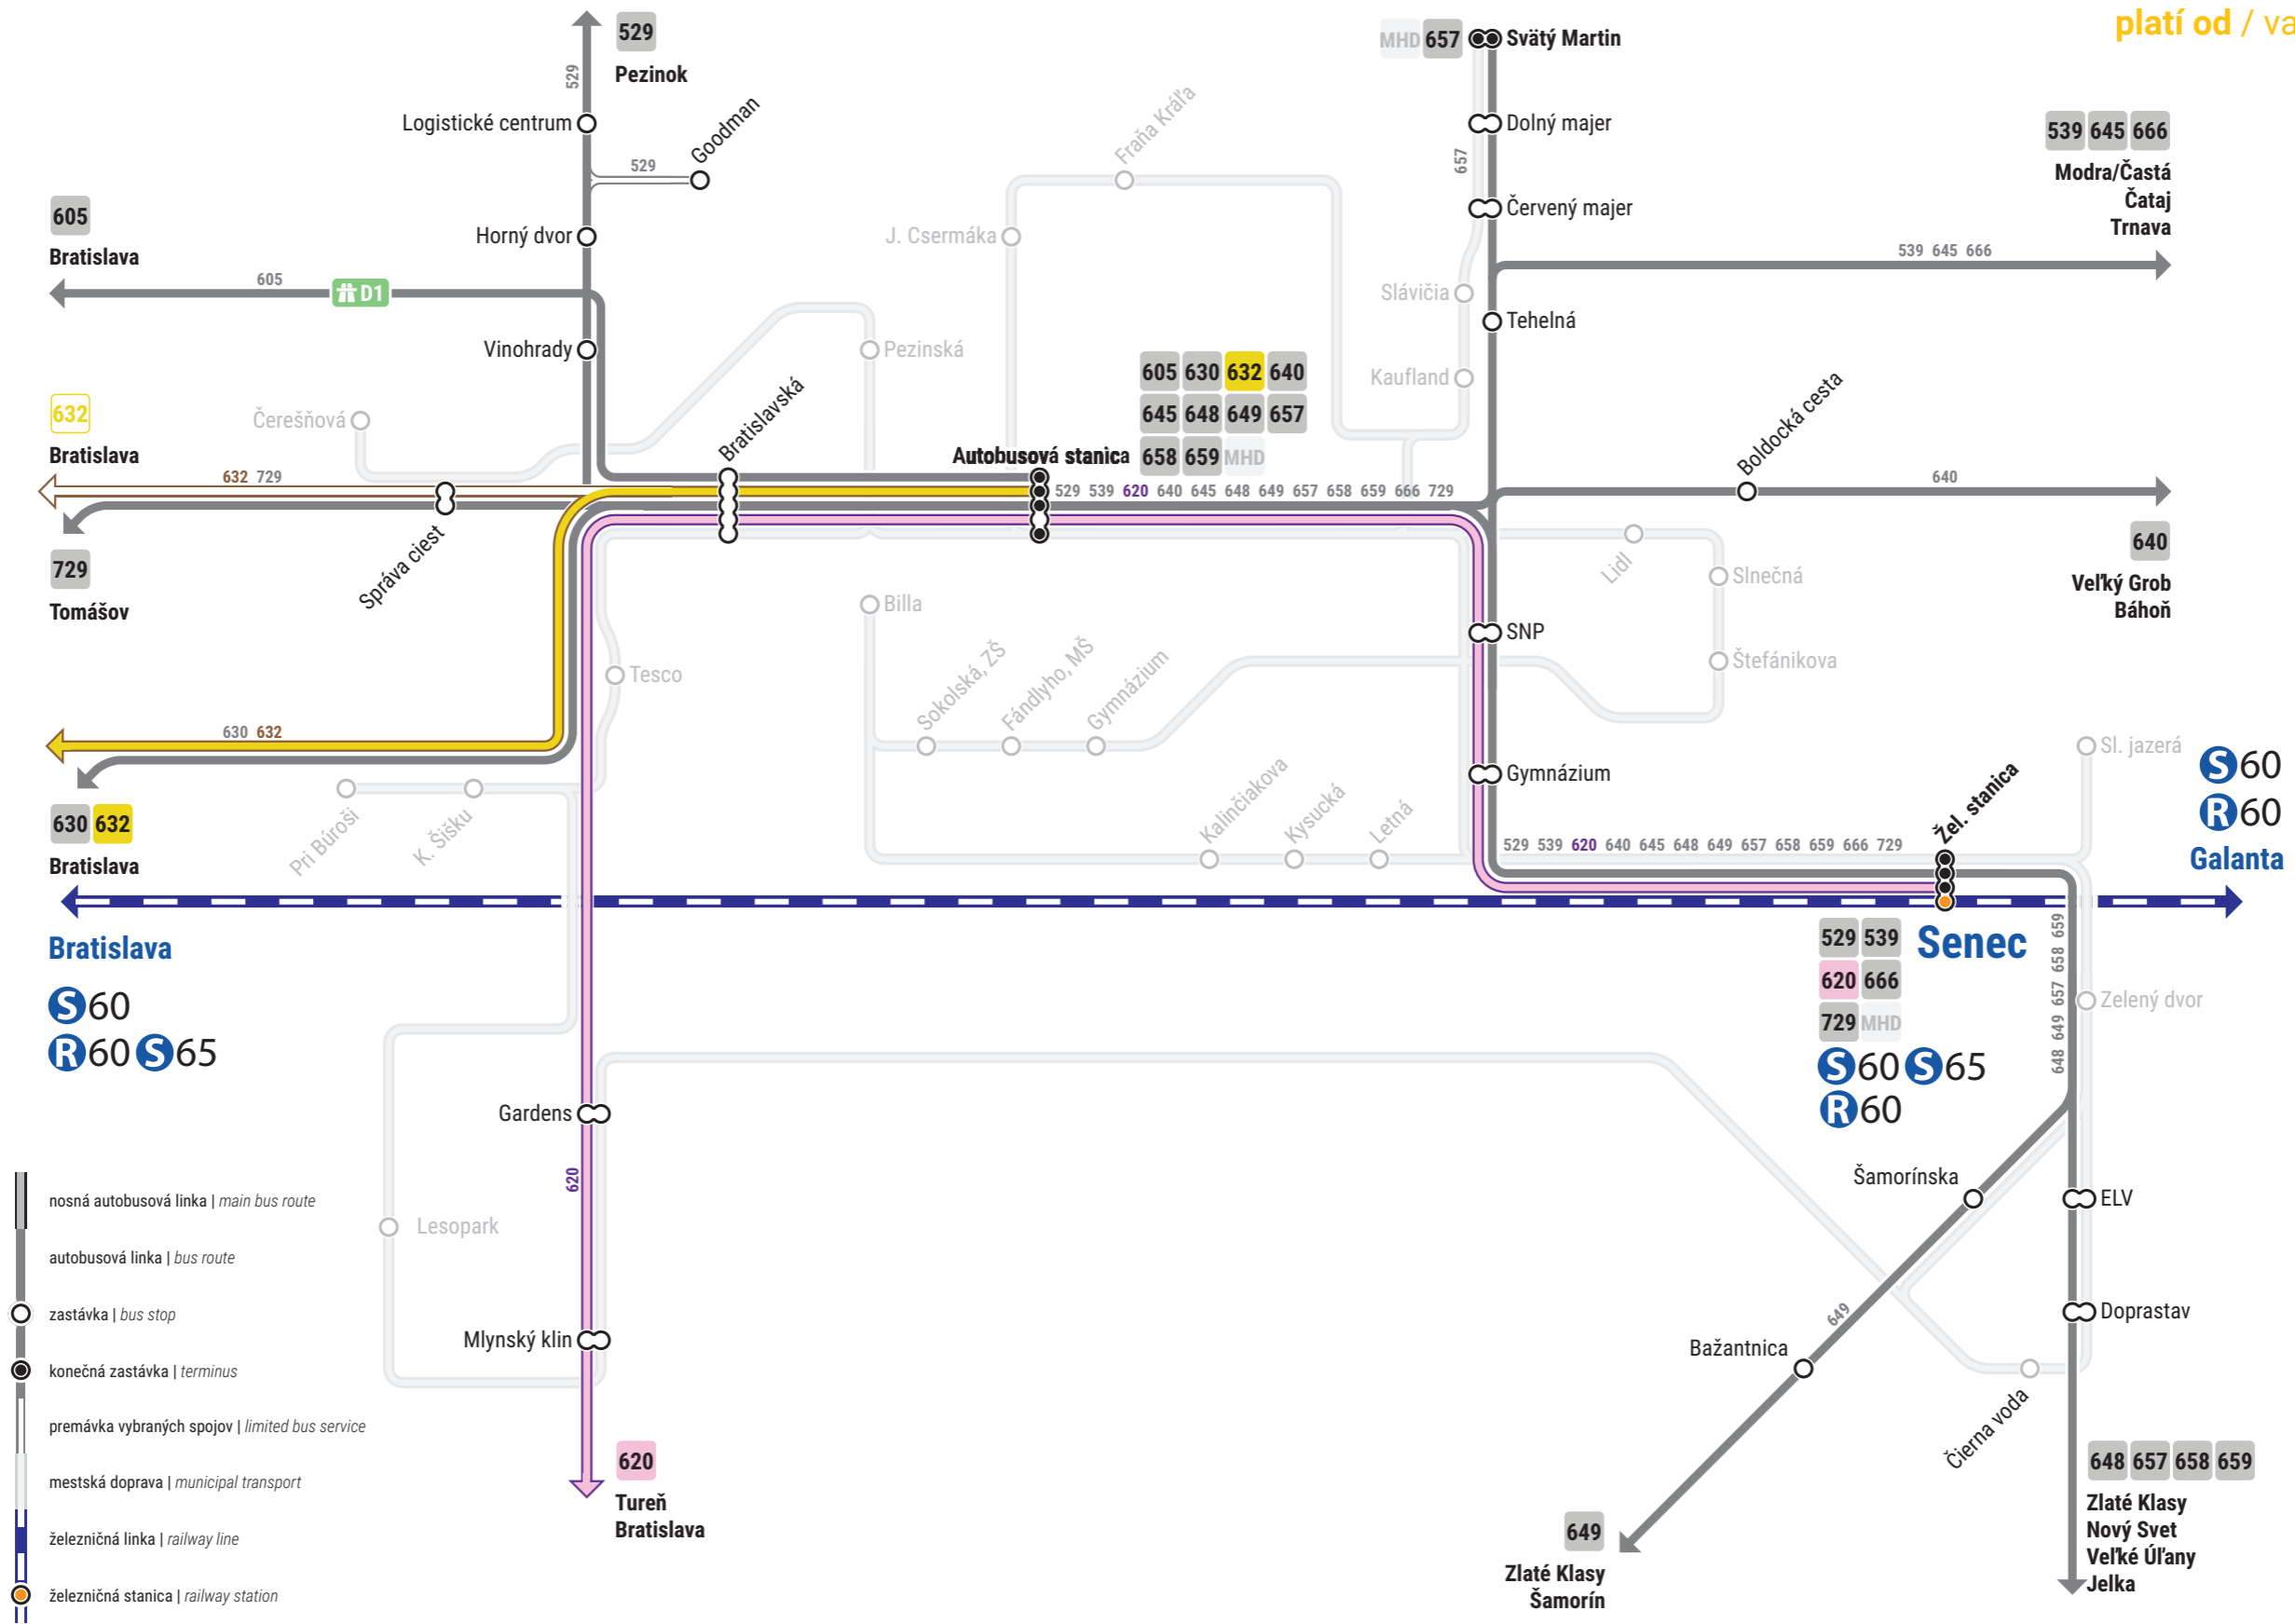 platí od / va
529
Pezinok
529
Logistické centrum
Goodman
529
Horný dvor
605
Bratislava
605
D1
Vinohrady
MHD 657
Svätý Martin
Dolný majer
657
Červený majer
Fraňa Kráľa
J. Csermáka
Slávičia
Tehelná
Kaufland
Pezinská
539 645 666
Modra/Častá
Čataj
Trnava
539 645 666
632
Bratislava
632 729
Čerešňová
Bratislavská
Autobusová stanica
605 630 632 640
645 648 649 657
658 659 MHD
529 539 620 640 645 648 649 657 658 659 666 729
Boldocká cesta
640
640
Veľký Grob
Báhoň
729
Tomášov
Správa ciest
Lidl
Slnečná
Štefánikova
SNP
Billa
Tesco
Sokolská, ZŠ
Fándlyho, MŠ
Gymnázium
630 632
630 632
Bratislava
Pri Búroši
K. Šišku
Kalinčiakova
Kysucká
Letná
Gymnázium
529 539 620 640 645 648 649 657 658 659 666 729
Žel. stanica
Sl. jazerá
S 60
R 60
Galanta
Bratislava
S 60
R 60 S 65
529 539
620 666
729 MHD
Senec
S 60 S 65
R 60
648 649 657 658 659
Zelený dvor
Gardens
620
Lesopark
Mlynský klin
Šamorínska
ELV
649
Doprastav
Bažantnica
Čierna voda
620
Tureň
Bratislava
649
Zlaté Klasy
Šamorín
648 657 658 659
Zlaté Klasy
Nový Svet
Veľké Úľany
Jelka
nosná autobusová linka | main bus route
autobusová linka | bus route
zastávka | bus stop
konečná zastávka | terminus
premávka vybraných spojov | limited bus service
mestská doprava | municipal transport
železničná linka | railway line
železničná stanica | railway station